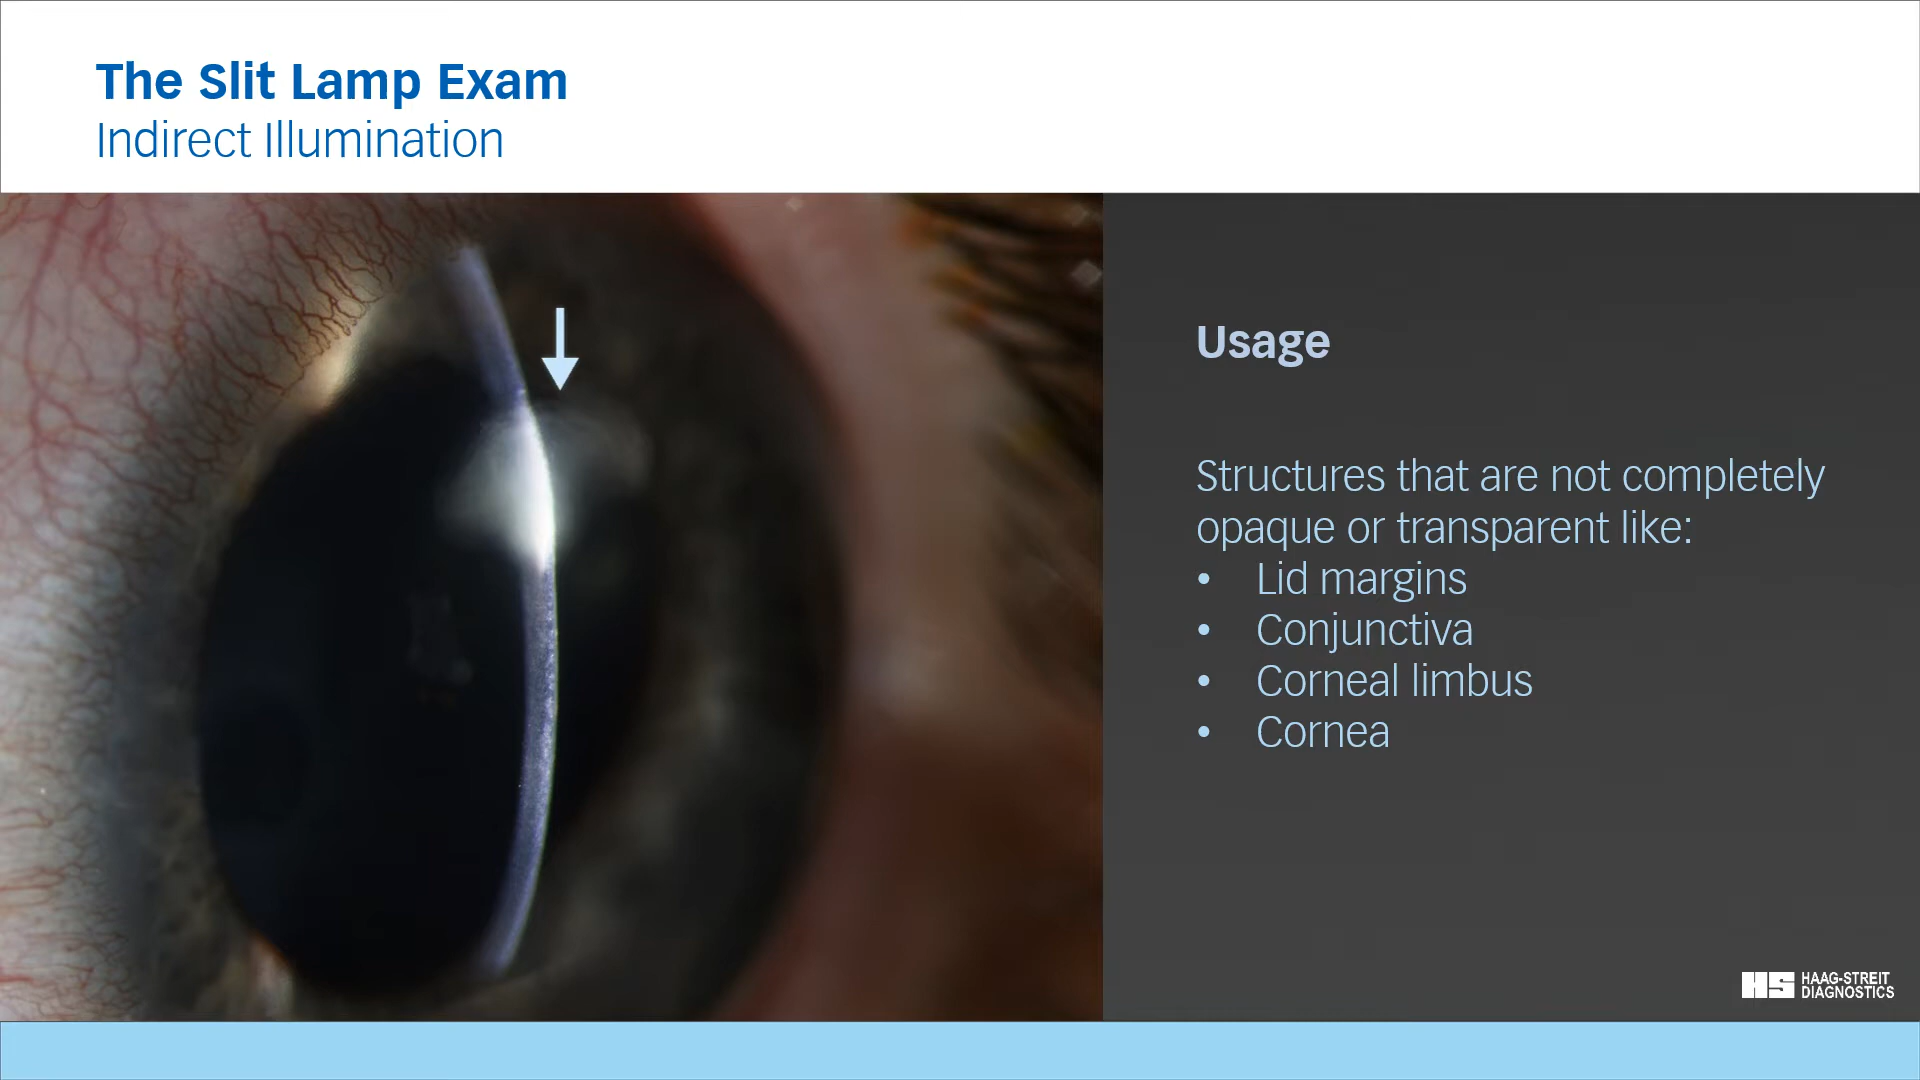 The Slit Lamp Exam
Indirect Illumination
Usage
Structures that are not completely
opaque or transparent like:
• Lid margins
• Conjunctiva
• Corneal limbus
• Cornea
HS HAAG-STREIT
DIAGNOSTICS